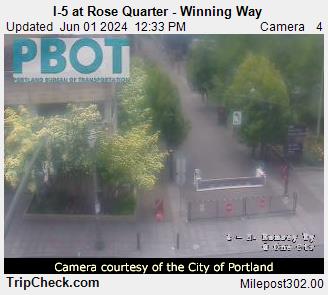 I-5 at Rose Quarter - Winning Way
Updated Jun 01 2024 12:33 PM Camera 4
PBOT
PORTLAND BUREAU OF TRANSPORTATION
Camera courtesy of the City of Portland
TripCheck.com Milepost302.00